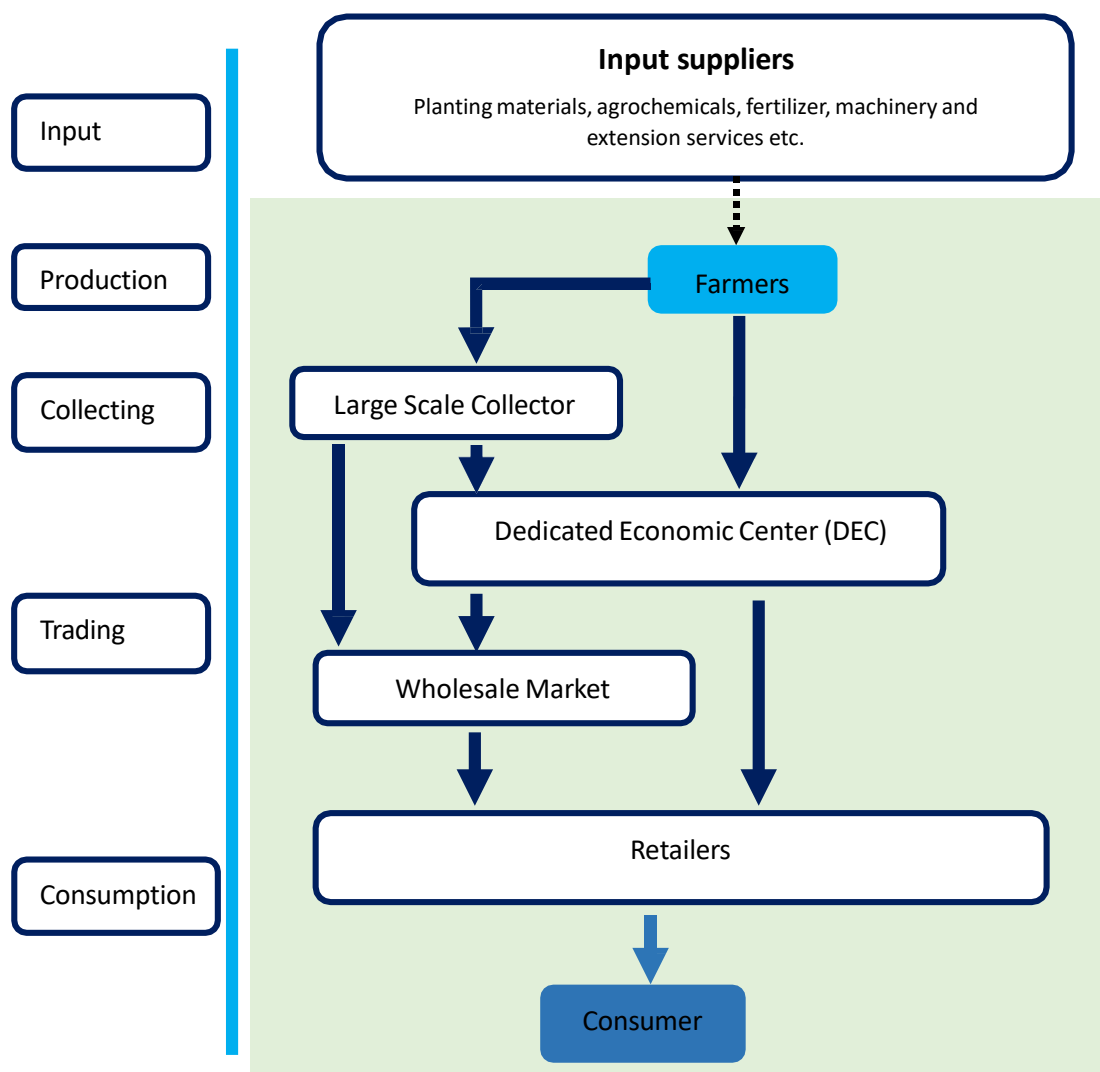 Input suppliers
Planting materials, agrochemicals, fertilizer, machinery and
extension services etc.
Input
Production
Farmers
Collecting
Large Scale Collector
Dedicated Economic Center (DEC)
Trading
Wholesale Market
Retailers
Consumption
Consumer